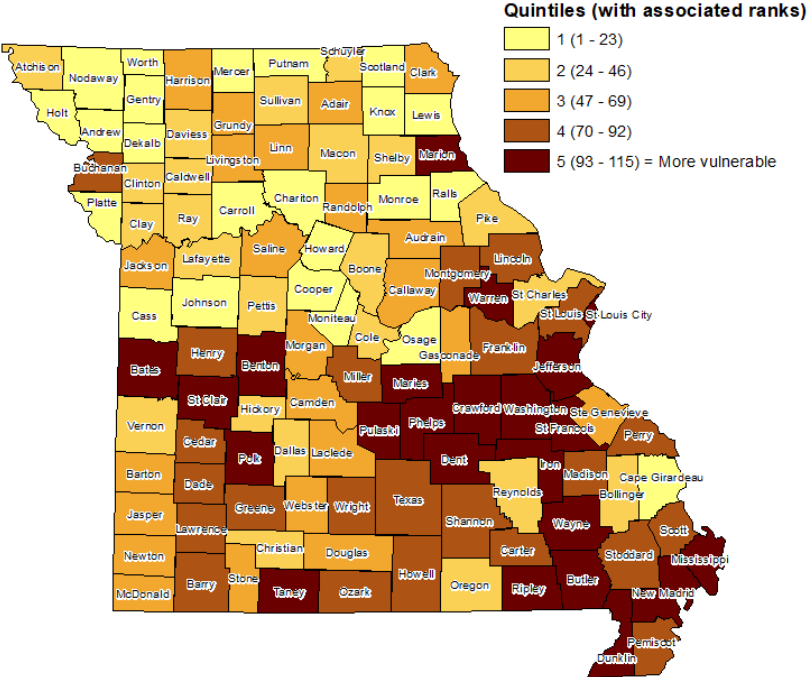 Quintiles (with associated ranks)
1 (1 - 23)
2 (24 - 46)
3 (47 - 69)
4 (70 - 92)
5 (93 - 115) = More vulnerable
Atchison
Nodaway
Worth
Harrison
Mercer
Putnam
Schuyler
Scotland
Clark
Holt
Gentry
Sullivan
Adair
Knox
Lewis
Andrew
Dekalb
Daviess
Grundy
Linn
Macon
Shelby
Marion
Buchanan
Clinton
Caldwell
Livingston
Chariton
Randolph
Monroe
Ralls
Platte
Clay
Ray
Carroll
Pike
Jackson
Lafayette
Saline
Howard
Boone
Audrain
Callaway
Montgomery
Lincoln
Cass
Johnson
Pettis
Cooper
Moniteau
Cole
Osage
Gasconade
Warren
St Charles
St Louis
St Louis City
Franklin
Jefferson
Bates
Henry
Benton
Morgan
Miller
Maries
St Clair
Hickory
Camden
Pulaski
Phelps
Crawford
Washington
St Francois
Ste Genevieve
Perry
Vernon
Cedar
Polk
Dallas
Laclede
Dent
Iron
Madison
Cape Girardeau
Bollinger
Barton
Dade
Greene
Webster
Wright
Texas
Shannon
Reynolds
Wayne
Scott
Jasper
Lawrence
Christian
Douglas
Carter
Stoddard
Mississippi
Newton
McDonald
Barry
Stone
Taney
Ozark
Howell
Oregon
Ripley
Butler
New Madrid
Pemiscot
Dunklin